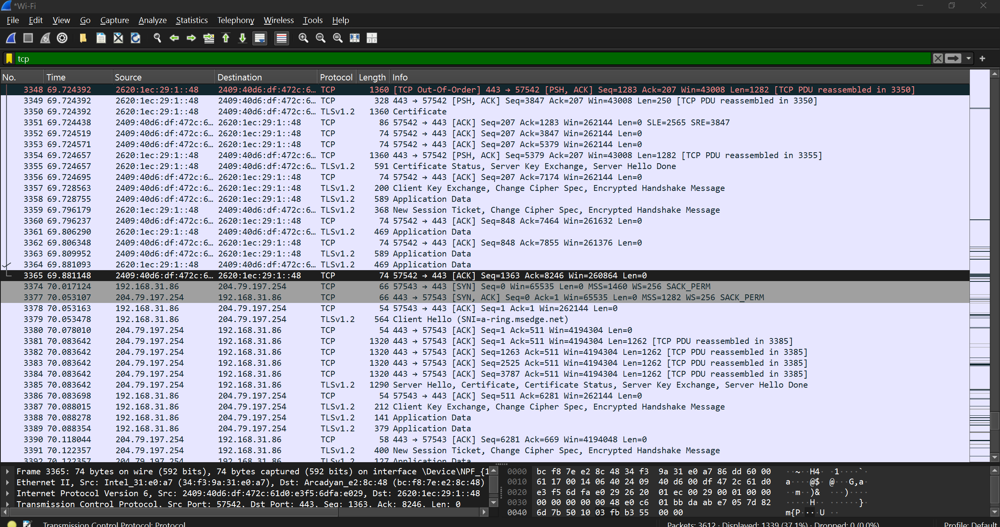 *Wi-Fi
File Edit View Go Capture Analyze Statistics Telephony Wireless Tools Help
tcp
No. Time Source Destination Protocol Length Info
3348 69.724392 2620:1ec:29:1::48 2409:40d6:df:472c:6… TCP 1360 [TCP Out-Of-Order] 443 → 57542 [PSH, ACK] Seq=1283 Ack=207 Win=43008 Len=1282 [TCP PDU reassembled in 3350]
3349 69.724392 2620:1ec:29:1::48 2409:40d6:df:472c:6… TCP 328 443 → 57542 [PSH, ACK] Seq=3847 Ack=207 Win=43008 Len=250 [TCP PDU reassembled in 3350]
3350 69.724392 2620:1ec:29:1::48 2409:40d6:df:472c:6… TLSv1.2 1360 Certificate
3351 69.724438 2409:40d6:df:472c:6… 2620:1ec:29:1::48 TCP 86 57542 → 443 [ACK] Seq=207 Ack=1283 Win=262144 Len=0 SLE=2565 SRE=3847
3352 69.724519 2409:40d6:df:472c:6… 2620:1ec:29:1::48 TCP 74 57542 → 443 [ACK] Seq=207 Ack=3847 Win=262144 Len=0
3353 69.724571 2409:40d6:df:472c:6… 2620:1ec:29:1::48 TCP 74 57542 → 443 [ACK] Seq=207 Ack=5379 Win=262144 Len=0
3354 69.724657 2620:1ec:29:1::48 2409:40d6:df:472c:6… TCP 1360 443 → 57542 [PSH, ACK] Seq=5379 Ack=207 Win=43008 Len=1282 [TCP PDU reassembled in 3355]
3355 69.724657 2620:1ec:29:1::48 2409:40d6:df:472c:6… TLSv1.2 591 Certificate Status, Server Key Exchange, Server Hello Done
3356 69.724695 2409:40d6:df:472c:6… 2620:1ec:29:1::48 TCP 74 57542 → 443 [ACK] Seq=207 Ack=7174 Win=262144 Len=0
3357 69.728563 2409:40d6:df:472c:6… 2620:1ec:29:1::48 TLSv1.2 200 Client Key Exchange, Change Cipher Spec, Encrypted Handshake Message
3358 69.728755 2409:40d6:df:472c:6… 2620:1ec:29:1::48 TLSv1.2 589 Application Data
3359 69.796179 2620:1ec:29:1::48 2409:40d6:df:472c:6… TLSv1.2 368 New Session Ticket, Change Cipher Spec, Encrypted Handshake Message
3360 69.796237 2409:40d6:df:472c:6… 2620:1ec:29:1::48 TCP 74 57542 → 443 [ACK] Seq=848 Ack=7464 Win=261632 Len=0
3361 69.806290 2620:1ec:29:1::48 2409:40d6:df:472c:6… TLSv1.2 469 Application Data
3362 69.806348 2409:40d6:df:472c:6… 2620:1ec:29:1::48 TCP 74 57542 → 443 [ACK] Seq=848 Ack=7855 Win=261376 Len=0
3363 69.809952 2409:40d6:df:472c:6… 2620:1ec:29:1::48 TLSv1.2 589 Application Data
3364 69.881093 2620:1ec:29:1::48 2409:40d6:df:472c:6… TLSv1.2 469 Application Data
3365 69.881148 2409:40d6:df:472c:6… 2620:1ec:29:1::48 TCP 74 57542 → 443 [ACK] Seq=1363 Ack=8246 Win=260864 Len=0
3374 70.017124 192.168.31.86 204.79.197.254 TCP 66 57543 → 443 [SYN] Seq=0 Win=65535 Len=0 MSS=1460 WS=256 SACK_PERM
3377 70.053107 204.79.197.254 192.168.31.86 TCP 66 443 → 57543 [SYN, ACK] Seq=0 Ack=1 Win=65535 Len=0 MSS=1282 WS=256 SACK_PERM
3378 70.053163 192.168.31.86 204.79.197.254 TCP 54 57543 → 443 [ACK] Seq=1 Ack=1 Win=262144 Len=0
3379 70.053478 192.168.31.86 204.79.197.254 TLSv1.2 564 Client Hello (SNI=a-ring.msedge.net)
3380 70.078010 204.79.197.254 192.168.31.86 TCP 54 443 → 57543 [ACK] Seq=1 Ack=511 Win=4194304 Len=0
3381 70.083642 204.79.197.254 192.168.31.86 TCP 1320 443 → 57543 [ACK] Seq=1 Ack=511 Win=4194304 Len=1262 [TCP PDU reassembled in 3385]
3382 70.083642 204.79.197.254 192.168.31.86 TCP 1320 443 → 57543 [ACK] Seq=1263 Ack=511 Win=4194304 Len=1262 [TCP PDU reassembled in 3385]
3383 70.083642 204.79.197.254 192.168.31.86 TCP 1320 443 → 57543 [ACK] Seq=2525 Ack=511 Win=4194304 Len=1262 [TCP PDU reassembled in 3385]
3384 70.083642 204.79.197.254 192.168.31.86 TCP 1320 443 → 57543 [ACK] Seq=3787 Ack=511 Win=4194304 Len=1262 [TCP PDU reassembled in 3385]
3385 70.083642 204.79.197.254 192.168.31.86 TLSv1.2 1290 Server Hello, Certificate, Certificate Status, Server Key Exchange, Server Hello Done
3386 70.083698 192.168.31.86 204.79.197.254 TCP 54 57543 → 443 [ACK] Seq=511 Ack=6281 Win=262144 Len=0
3387 70.088015 192.168.31.86 204.79.197.254 TLSv1.2 212 Client Key Exchange, Change Cipher Spec, Encrypted Handshake Message
3388 70.088278 192.168.31.86 204.79.197.254 TLSv1.2 141 Application Data
3389 70.088354 192.168.31.86 204.79.197.254 TLSv1.2 379 Application Data
3390 70.118044 204.79.197.254 192.168.31.86 TCP 58 443 → 57543 [ACK] Seq=6281 Ack=669 Win=4194048 Len=0
3391 70.122357 204.79.197.254 192.168.31.86 TLSv1.2 400 New Session Ticket, Change Cipher Spec, Encrypted Handshake Message
3392 70.122357 204.79.197.254 192.168.31.86 TLSv1.2 127 Application Data
Frame 3365: 74 bytes on wire (592 bits), 74 bytes captured (592 bits) on interface \Device\NPF_{1
Ethernet II, Src: Intel_31:e0:a7 (34:f3:9a:31:e0:a7), Dst: Arcadyan_e2:8c:48 (bc:f8:7e:e2:8c:48)
Internet Protocol Version 6, Src: 2409:40d6:df:472c:61d0:e3f5:6dfa:e029, Dst: 2620:1ec:29:1::48
Transmission Control Protocol, Src Port: 57542, Dst Port: 443, Seq: 1363, Ack: 8246, Len: 0
0000 bc f8 7e e2 8c 48 34 f3 9a 31 e0 a7 86 dd 60 00 ··~··H4· ·1····`·
0010 61 17 00 14 06 40 24 09 40 d6 00 df 47 2c 61 d0 a····@$· @···G,a·
0020 e3 f5 6d fa e0 29 26 20 01 ec 00 29 00 01 00 00 ··m··)&  ···)····
0030 00 00 00 00 00 48 e0 c6 01 bb da ab e7 05 7d 82 ·····H·· ······}·
0040 6d 7b 50 10 03 fb b3 55 00 00 m{P····U ··
Transmission Control Protocol: Protocol
Packets: 3612 · Displayed: 1339 (37.1%) · Dropped: 0 (0.0%)
Profile: Default